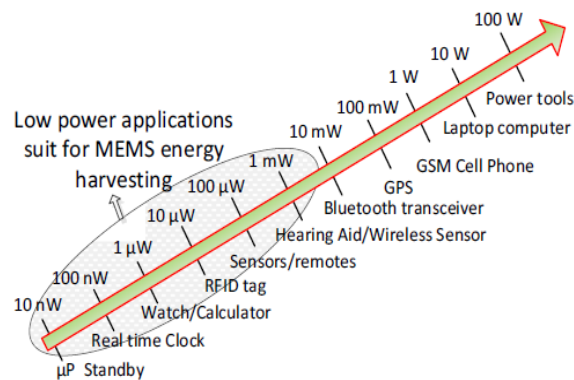 100 W
10 W
1 W
100 mW
10 mW
1 mW
100 µW
10 µW
1 µW
100 nW
10 nW
Low power applications
suit for MEMS energy
harvesting
Power tools
Laptop computer
GSM Cell Phone
GPS
Bluetooth transceiver
Hearing Aid/Wireless Sensor
Sensors/remotes
RFID tag
Watch/Calculator
Real time Clock
µP Standby